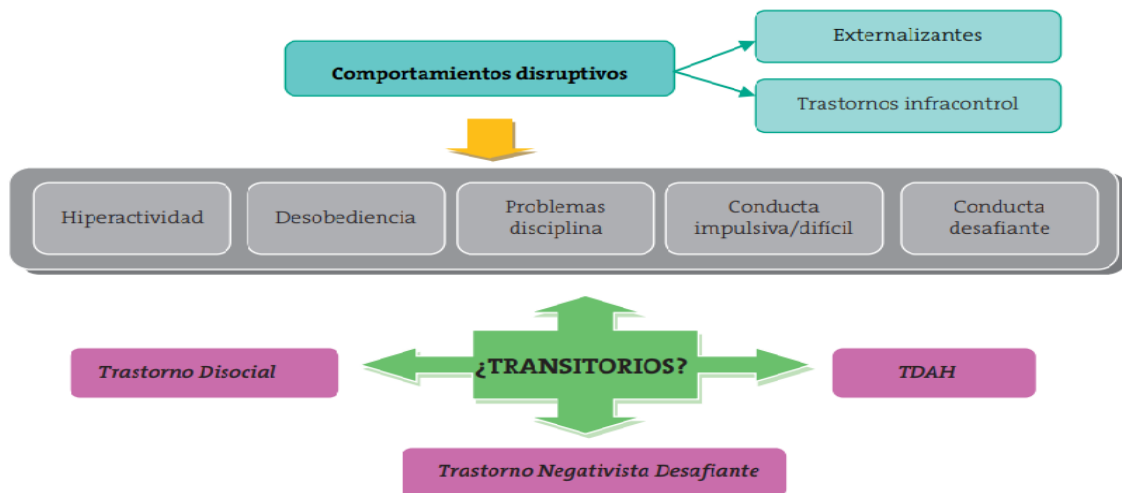 Externalizantes
Comportamientos disruptivos
Trastornos infracontrol
Hiperactividad
Desobediencia
Problemas
disciplina
Conducta
impulsiva/difícil
Conducta
desafiante
¿TRANSITORIOS?
Trastorno Disocial
TDAH
Trastorno Negativista Desafiante